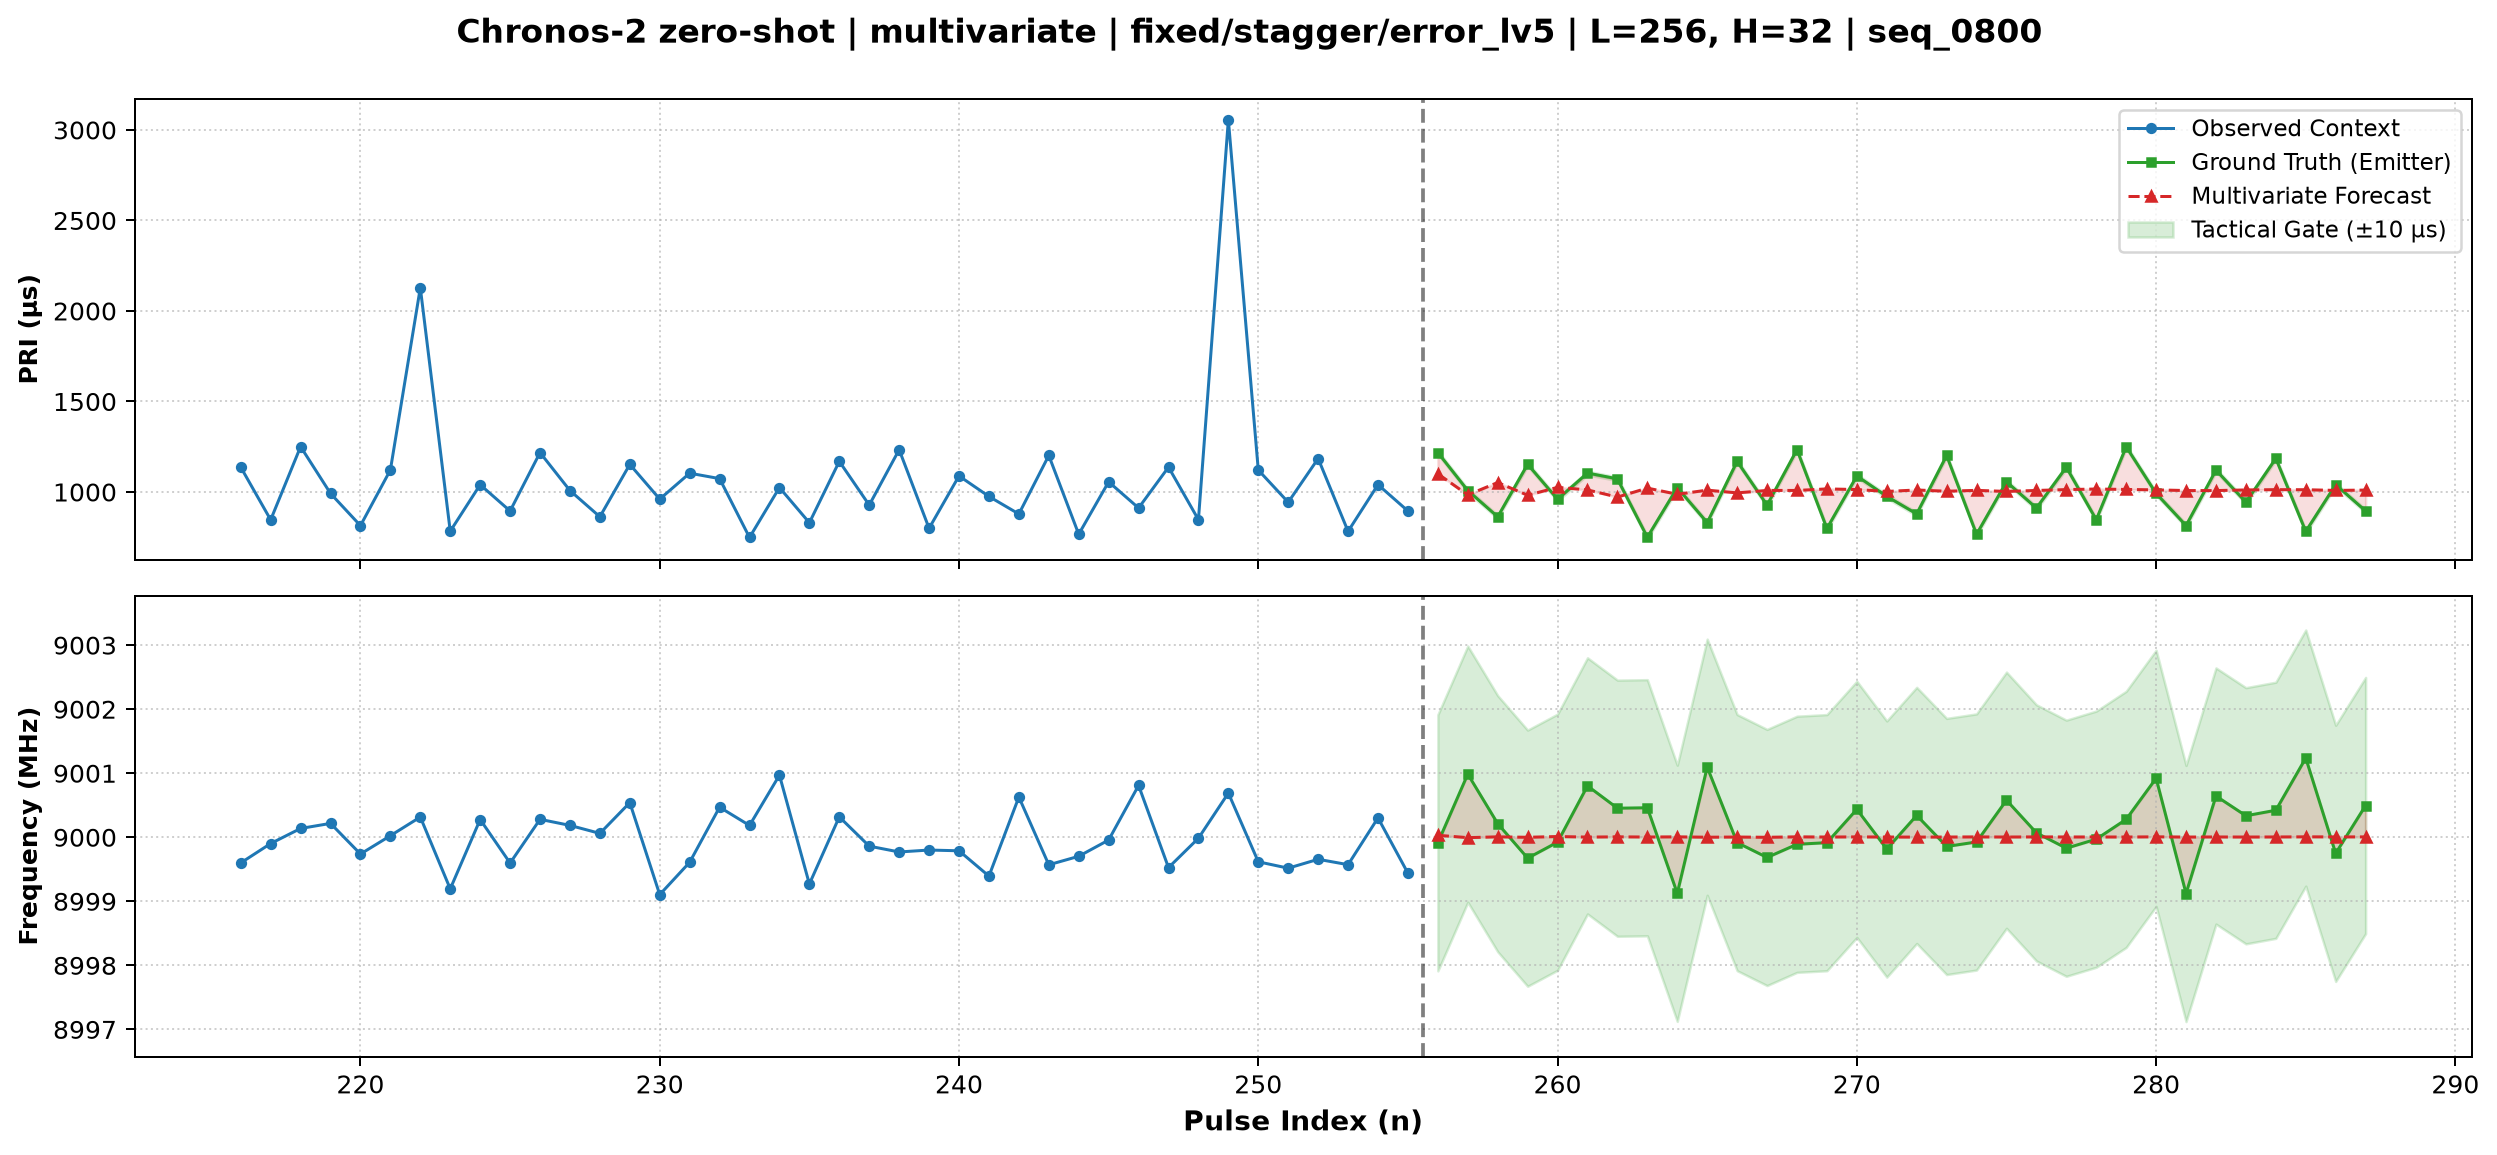 Chronos-2 zero-shot | multivariate | fixed/stagger/error_lv5 | L=256, H=32 | seq_0800
PRI (µs)
3000
2500
2000
1500
1000
Observed Context
Ground Truth (Emitter)
Multivariate Forecast
Tactical Gate (±10 µs)
Frequency (MHz)
9003
9002
9001
9000
8999
8998
8997
220 230 240 250 260 270 280 290
Pulse Index (n)